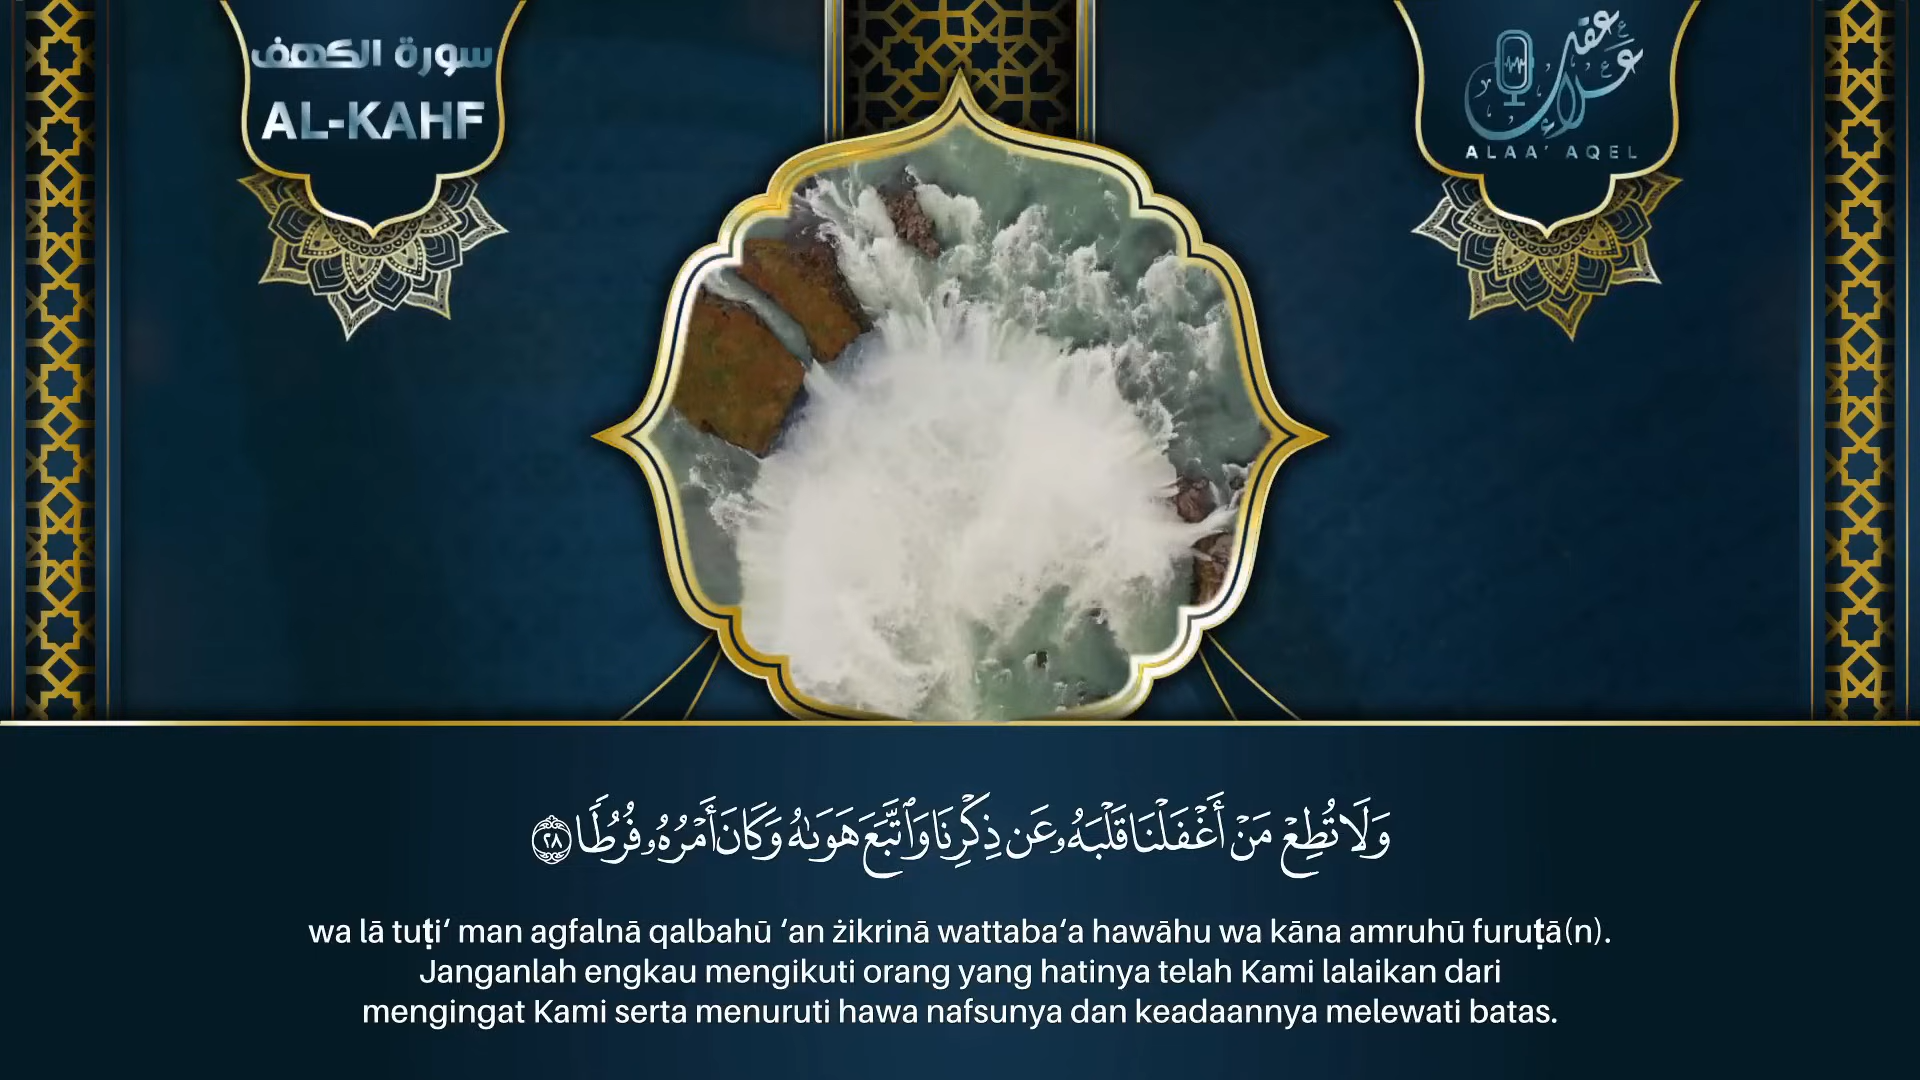 سورة الكهف
AL-KAHF
علاء عقل
ALAA' AQEL
وَلَا تُطِعْ مَنْ أَغْفَلْنَا قَلْبَهُۥ عَن ذِكْرِنَا وَٱتَّبَعَ هَوَىٰهُ وَكَانَ أَمْرُهُۥ فُرُطًا ٢٨
wa lā tuṭi‘ man agfalnā qalbahū ‘an żikrinā wattaba‘a hawāhu wa kāna amruhū furuṭā(n).
Janganlah engkau mengikuti orang yang hatinya telah Kami lalaikan dari
mengingat Kami serta menuruti hawa nafsunya dan keadaannya melewati batas.